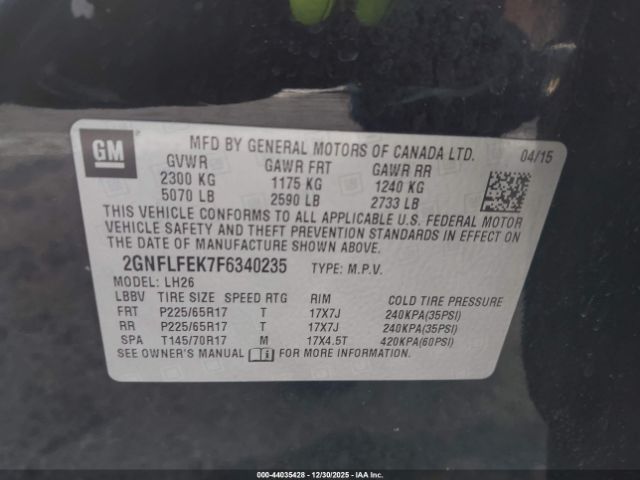 GM
MFD BY GENERAL MOTORS OF CANADA LTD. 04/15
GVWR GAWR FRT GAWR RR
2300 KG 1175 KG 1240 KG
5070 LB 2590 LB 2733 LB
THIS VEHICLE CONFORMS TO ALL APPLICABLE U.S. FEDERAL MOTOR
VEHICLE SAFETY AND THEFT PREVENTION STANDARDS IN EFFECT ON
THE DATE OF MANUFACTURE SHOWN ABOVE.
2GNFLFEK7F6340235 TYPE: M.P.V.
MODEL: LH26
LBBV TIRE SIZE SPEED RTG RIM COLD TIRE PRESSURE
FRT P225/65R17 T 17X7J 240KPA(35PSI)
RR P225/65R17 T 17X7J 240KPA(35PSI)
SPA T145/70R17 M 17X4.5T 420KPA(60PSI)
SEE OWNER'S MANUAL FOR MORE INFORMATION.
000-44035428 - 12/30/2025 - Copyright © 2025 IAA, Inc. All Rights Reserved.